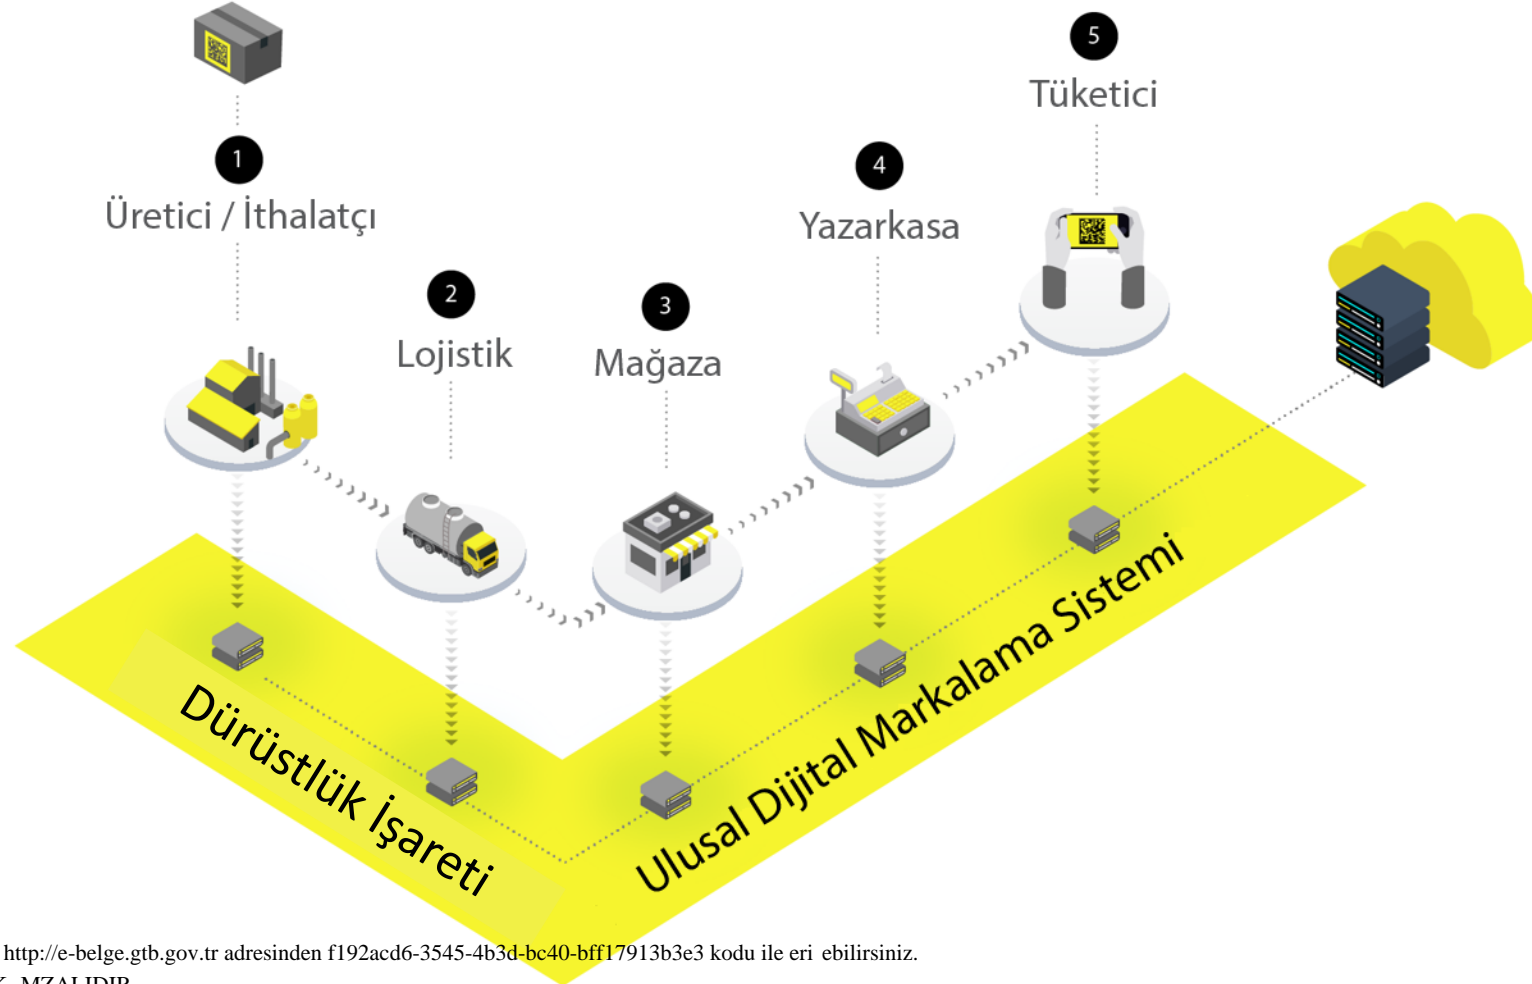 1
Üretici / İthalatçı
2
Lojistik
3
Mağaza
4
Yazarkasa
5
Tüketici
Dürüstlük İşareti
Ulusal Dijital Markalama Sistemi
http://e-belge.gtb.gov.tr adresinden f192acd6-3545-4b3d-bc40-bff17913b3e3 kodu ile eri ebilirsiniz.